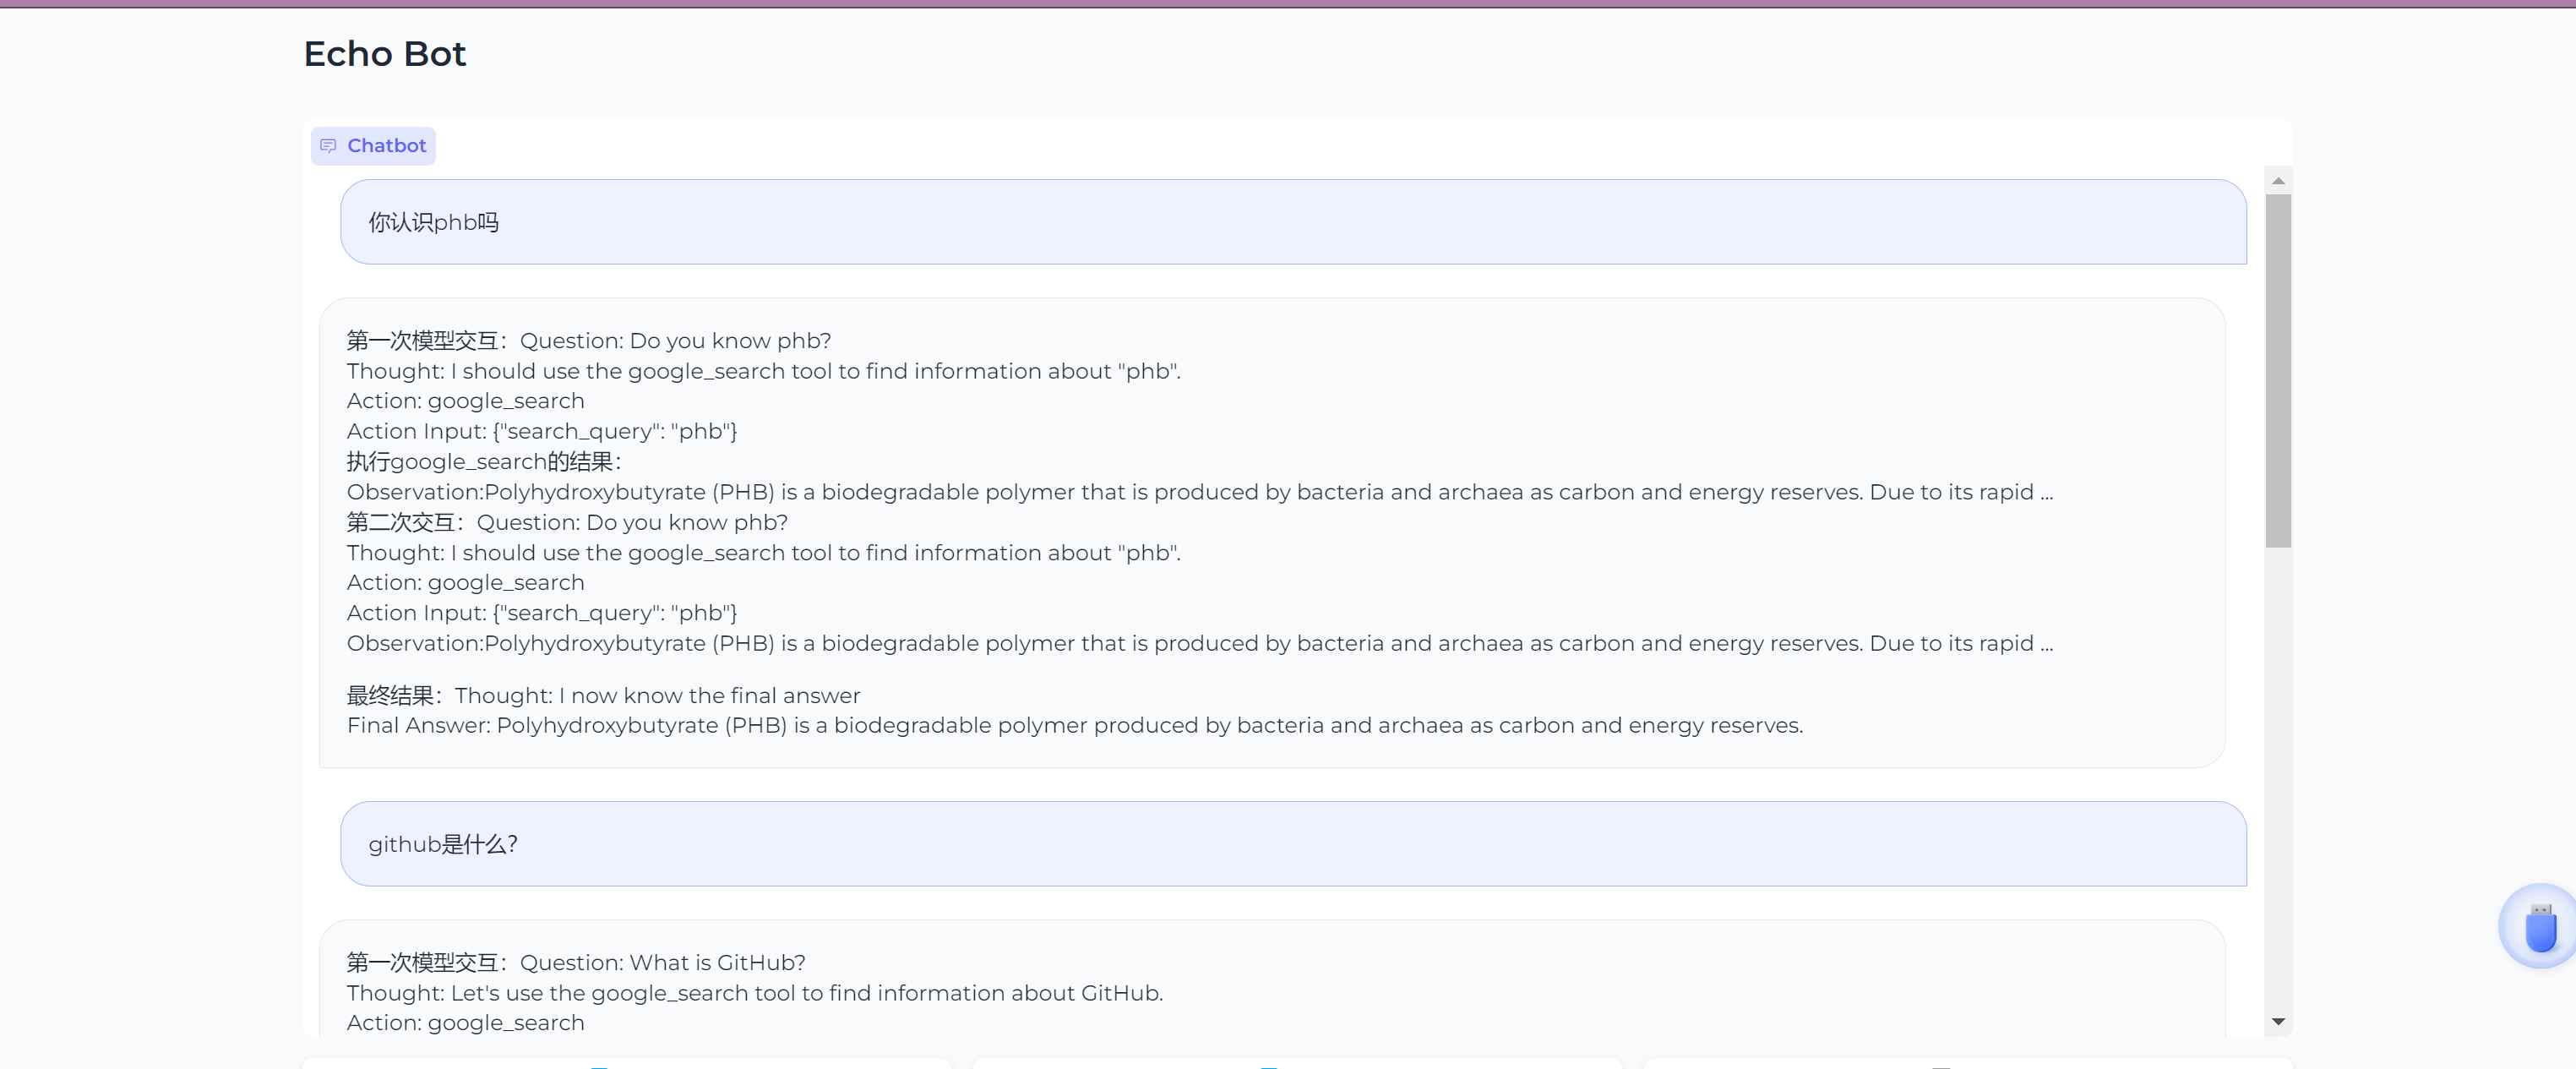 Echo Bot
Chatbot
你认识phb吗
第一次模型交互：Question: Do you know phb?
Thought: I should use the google_search tool to find information about "phb".
Action: google_search
Action Input: {"search_query": "phb"}
执行google_search的结果：
Observation:Polyhydroxybutyrate (PHB) is a biodegradable polymer that is produced by bacteria and archaea as carbon and energy reserves. Due to its rapid ...
第二次交互：Question: Do you know phb?
Thought: I should use the google_search tool to find information about "phb".
Action: google_search
Action Input: {"search_query": "phb"}
Observation:Polyhydroxybutyrate (PHB) is a biodegradable polymer that is produced by bacteria and archaea as carbon and energy reserves. Due to its rapid ...
最终结果：Thought: I now know the final answer
Final Answer: Polyhydroxybutyrate (PHB) is a biodegradable polymer produced by bacteria and archaea as carbon and energy reserves.
github是什么？
第一次模型交互：Question: What is GitHub?
Thought: Let's use the google_search tool to find information about GitHub.
Action: google_search